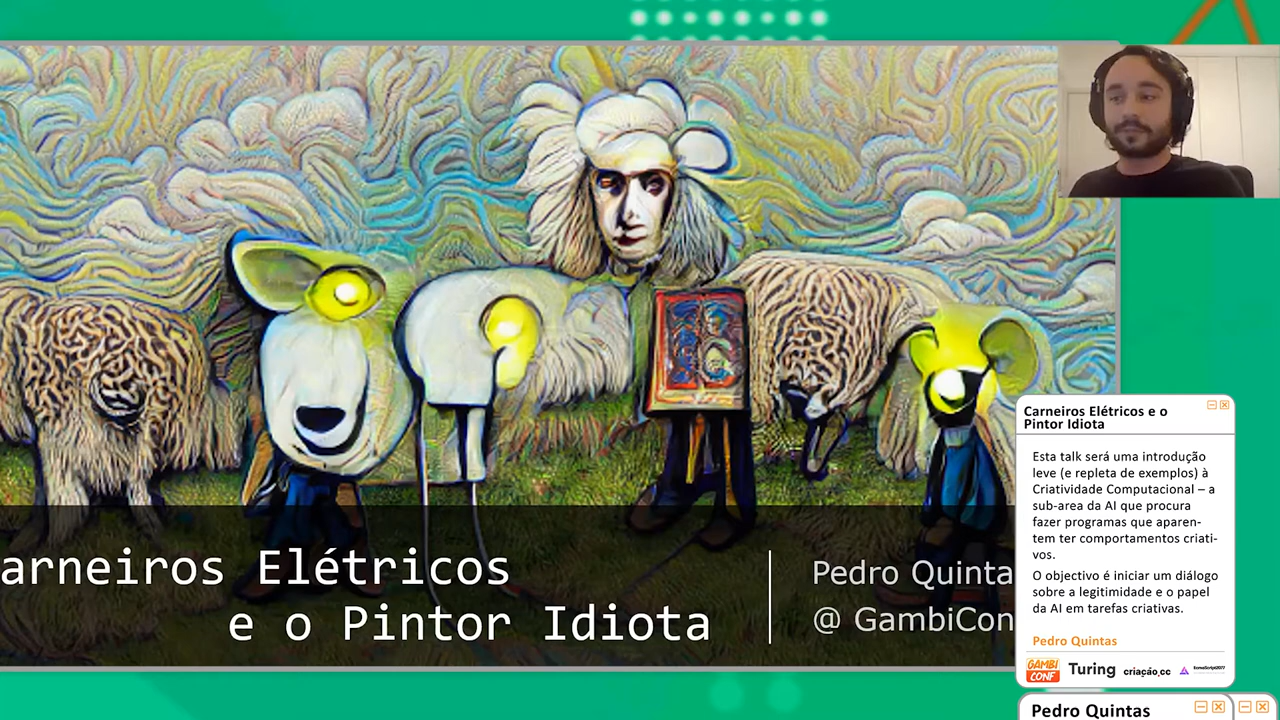 arneiros Elétricos
e o Pintor Idiota
Pedro Quinta
@ GambiCon
Carneiros Elétricos e o
Pintor Idiota
Esta talk será uma introdução
leve (e repleta de exemplos) à
Criatividade Computacional – a
sub-area da AI que procura
fazer programas que aparen-
tem ter comportamentos criati-
vos.
O objectivo é iniciar um diálogo
sobre a legitimidade e o papel
da AI em tarefas criativas.
Pedro Quintas
GAMBI
CONF
Turing
criação.cc
EcmaScript2077
Pedro Quintas